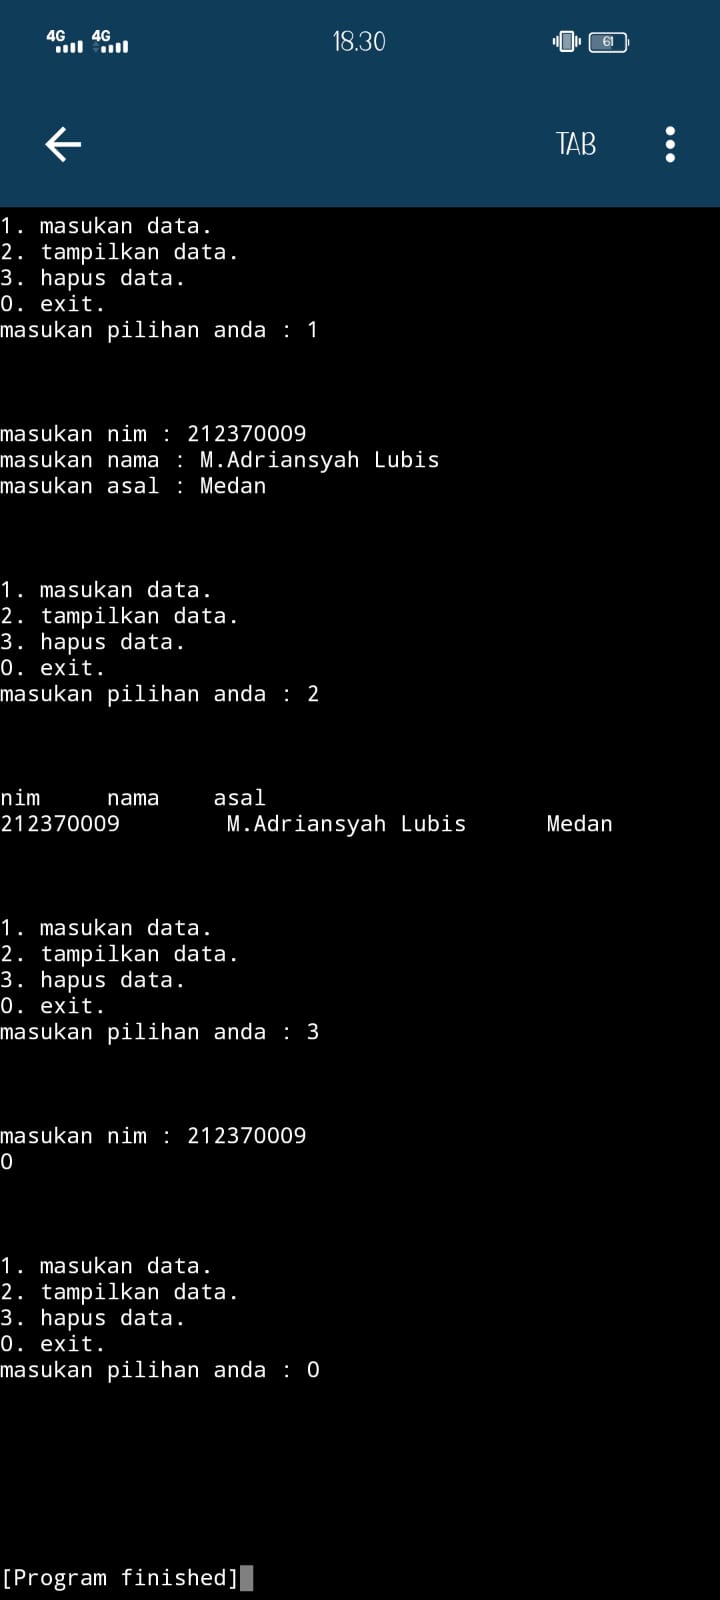 4G 4G 18.30 61
TAB
1. masukan data.
2. tampilkan data.
3. hapus data.
0. exit.
masukan pilihan anda : 1
masukan nim : 212370009
masukan nama : M.Adriansyah Lubis
masukan asal : Medan
1. masukan data.
2. tampilkan data.
3. hapus data.
0. exit.
masukan pilihan anda : 2
nim nama asal
212370009 M.Adriansyah Lubis Medan
1. masukan data.
2. tampilkan data.
3. hapus data.
0. exit.
masukan pilihan anda : 3
masukan nim : 212370009
0
1. masukan data.
2. tampilkan data.
3. hapus data.
0. exit.
masukan pilihan anda : 0
[Program finished]